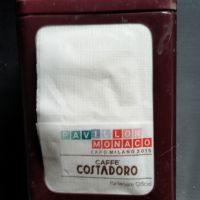 PAVILLON
MONACO
EXPO MILANO 2015
CAFFÈ
COSTADORO
Partenaire Officiel